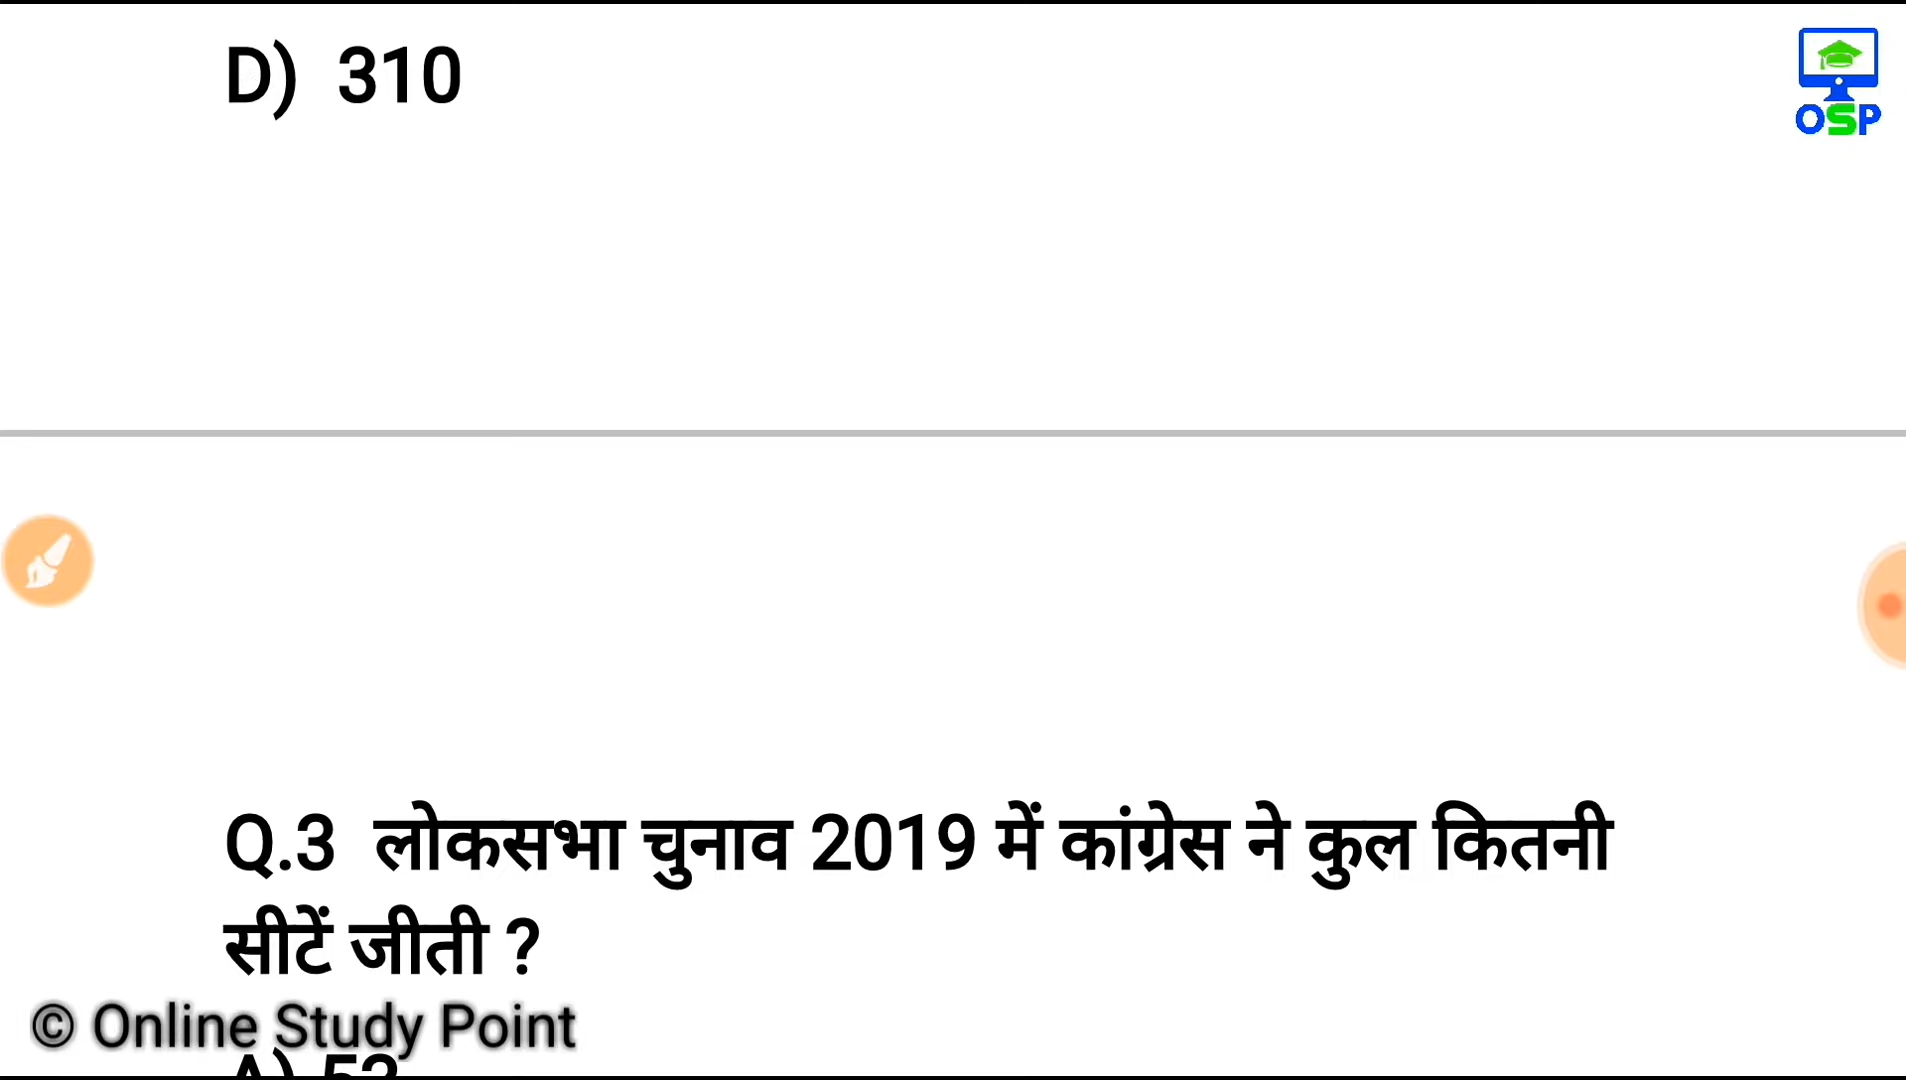 D) 310
OSP
Q.3 लोकसभा चुनाव 2019 में कांग्रेस ने कुल कितनी
सीटें जीती ?
© Online Study Point